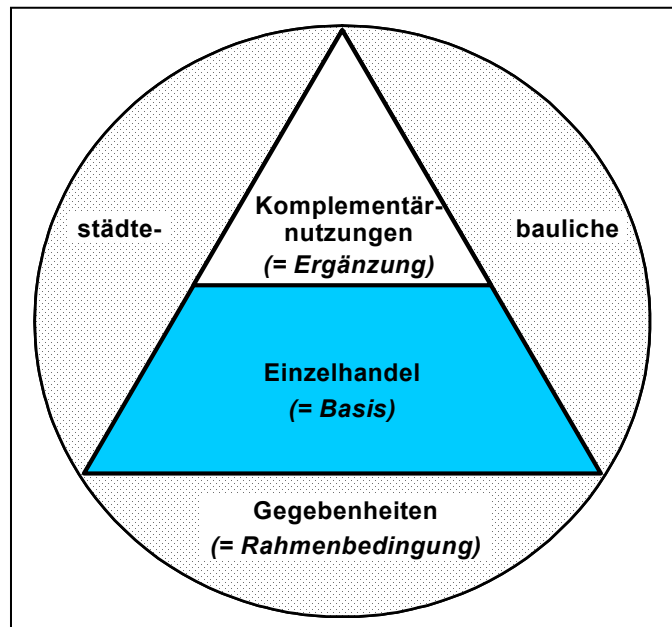 Komplementär-
nutzungen
(= Ergänzung)
städte-
bauliche
Einzelhandel
(= Basis)
Gegebenheiten
(= Rahmenbedingung)